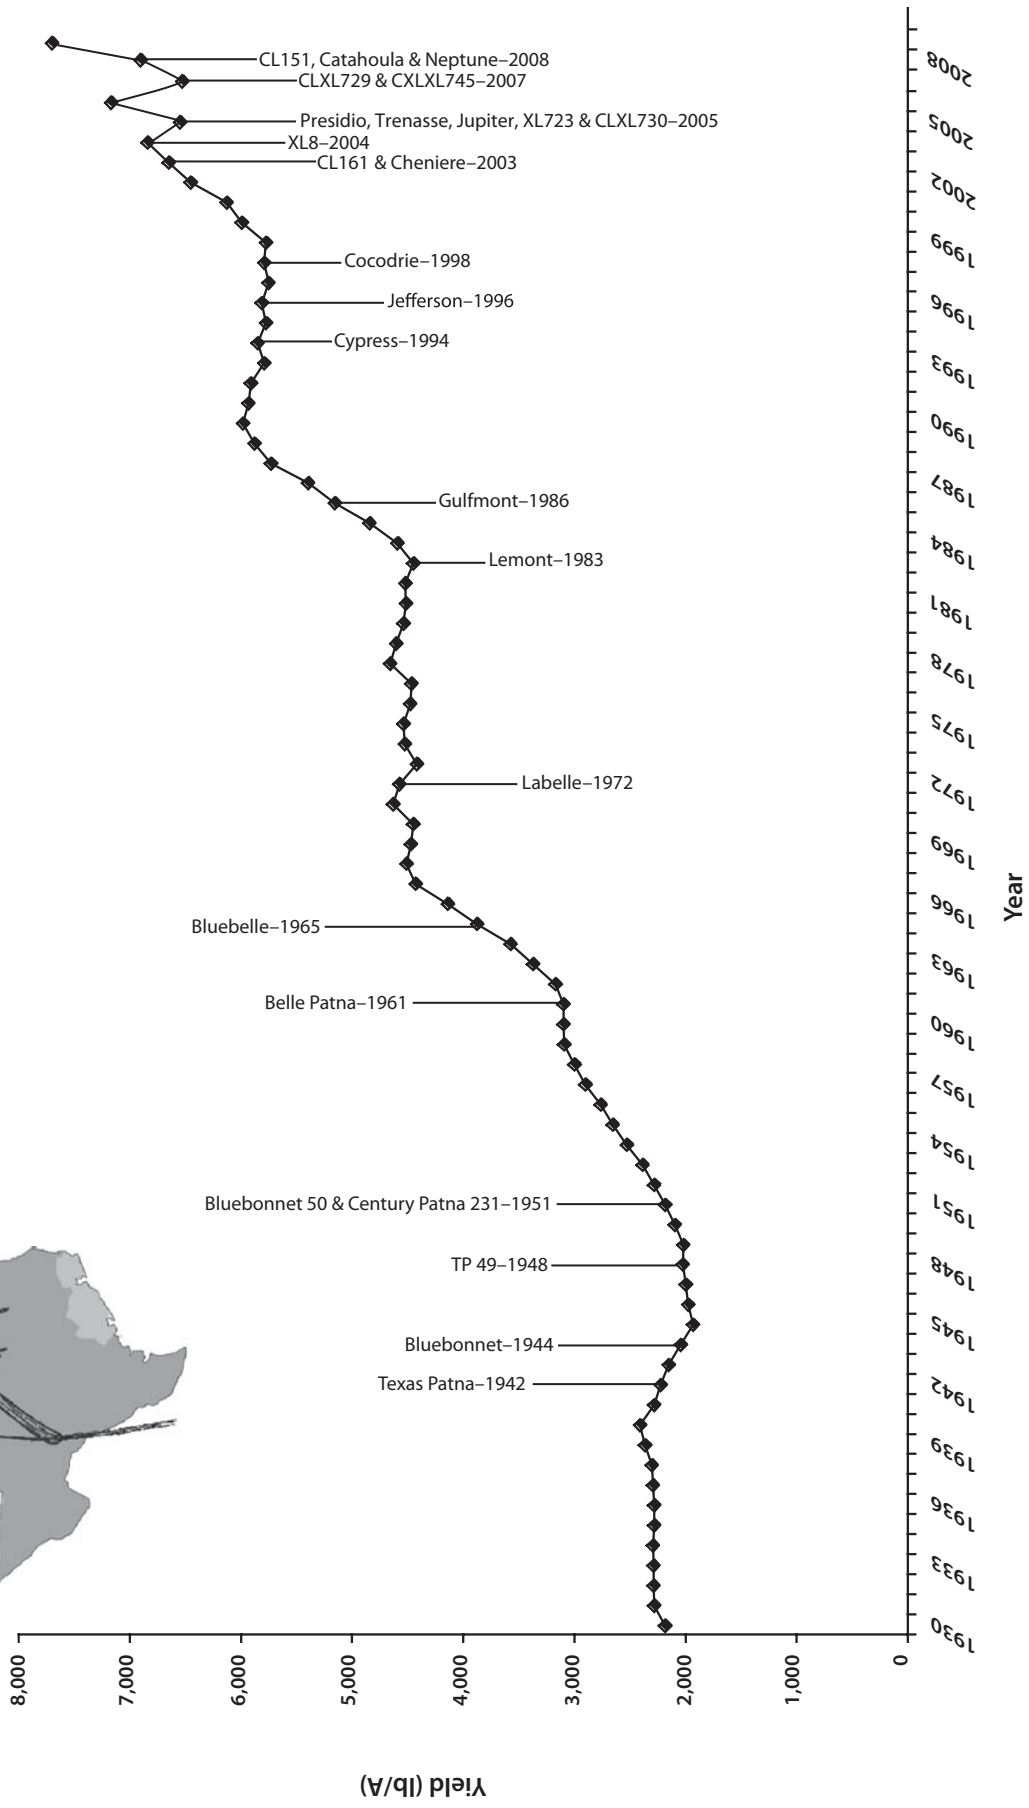 CL151, Catahoula & Neptune–2008
CLXL729 & CXLXL745–2007
Presidio, Trenasse, Jupiter, XL723 & CLXL730–2005
XL8–2004
CL161 & Cheniere–2003
Cocodrie–1998
Jefferson–1996
Cypress–1994
Gulfmont–1986
Lemont–1983
Labelle–1972
Bluebelle–1965
Belle Patna–1961
Bluebonnet 50 & Century Patna 231–1951
TP 49–1948
Bluebonnet–1944
Texas Patna–1942
2008
2005
2002
1999
1996
1993
1990
1987
1984
1981
1978
1975
1972
1969
1966
1963
1960
1957
1954
1951
1948
1945
1942
1939
1936
1933
1930
Year
8,000
7,000
6,000
5,000
4,000
3,000
2,000
1,000
0
Yield (lb/A)